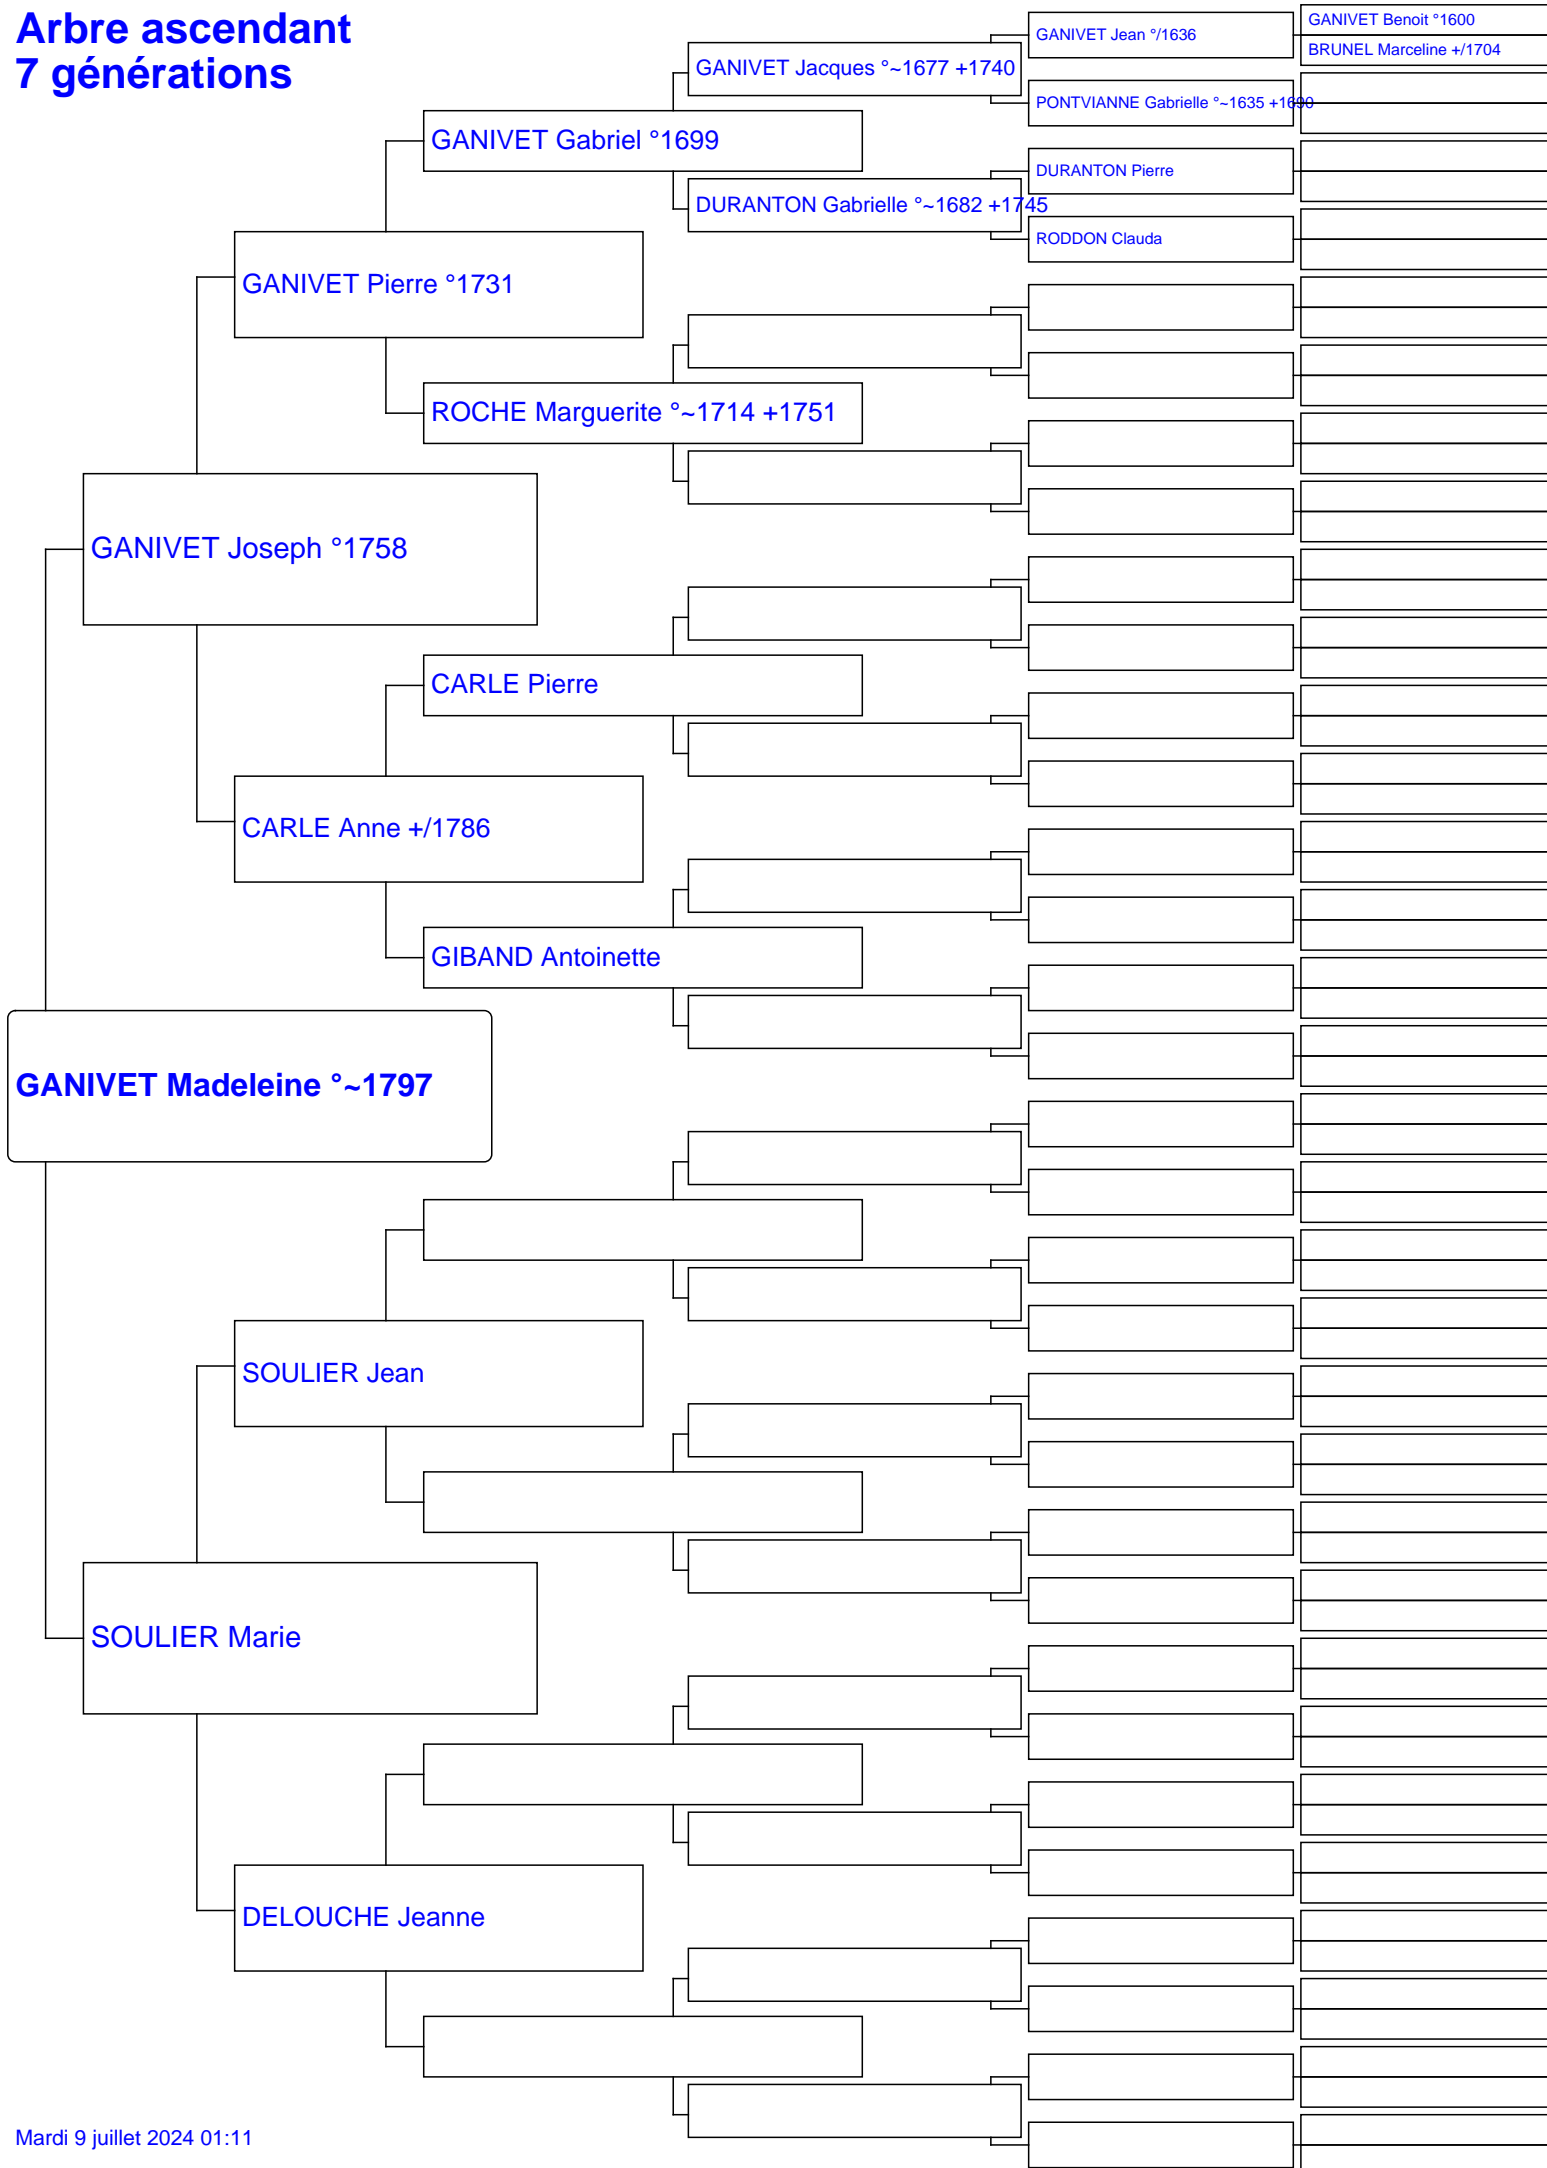 Arbre ascendant
7 générations
GANIVET Benoit °1600
GANIVET Jean °/1636
BRUNEL Marceline +/1704
GANIVET Jacques °~1677 +1740
PONTVIANNE Gabrielle °~1635 +1690
GANIVET Gabriel °1699
DURANTON Pierre
DURANTON Gabrielle °~1682 +1745
RODDON Clauda
GANIVET Pierre °1731
ROCHE Marguerite °~1714 +1751
GANIVET Joseph °1758
CARLE Pierre
CARLE Anne +/1786
GIBAND Antoinette
GANIVET Madeleine °~1797
SOULIER Jean
SOULIER Marie
DELOUCHE Jeanne
Mardi 9 juillet 2024 01:11